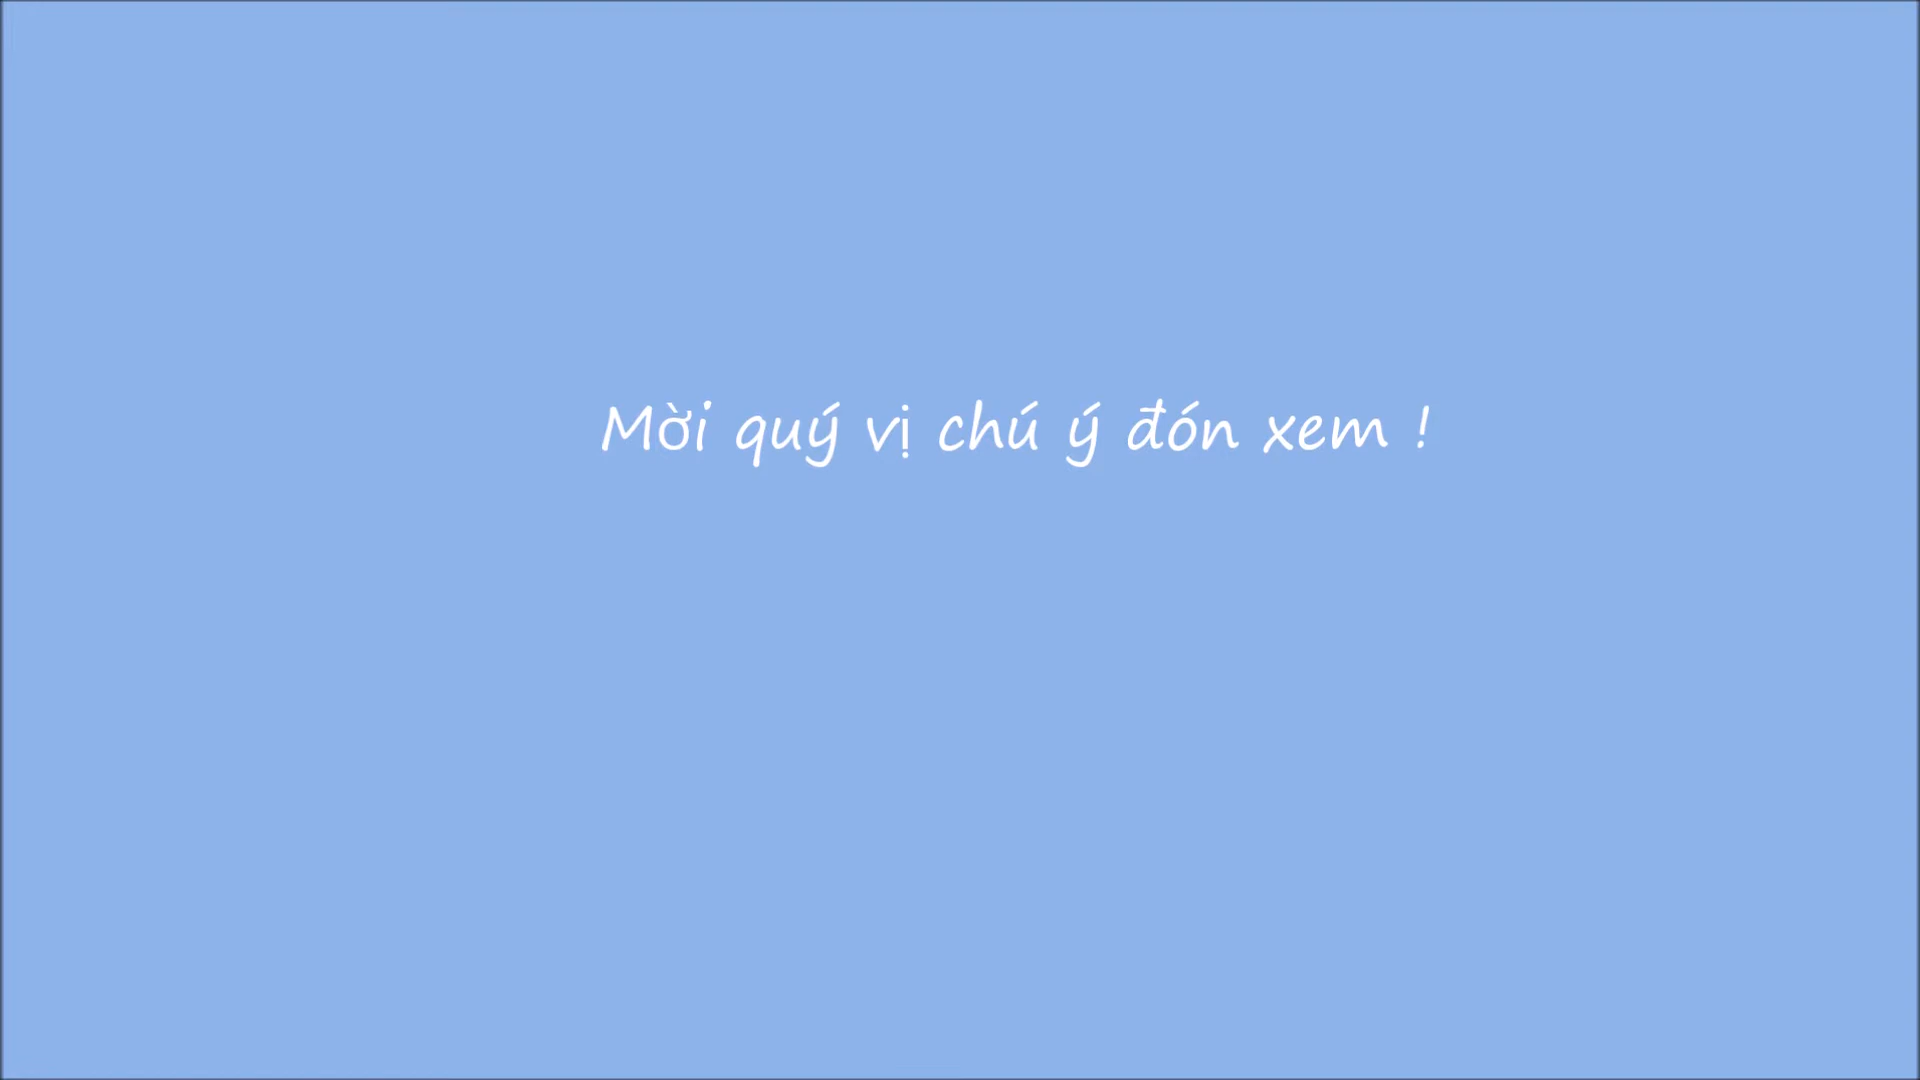 Mời quý vị chú ý đón xem !